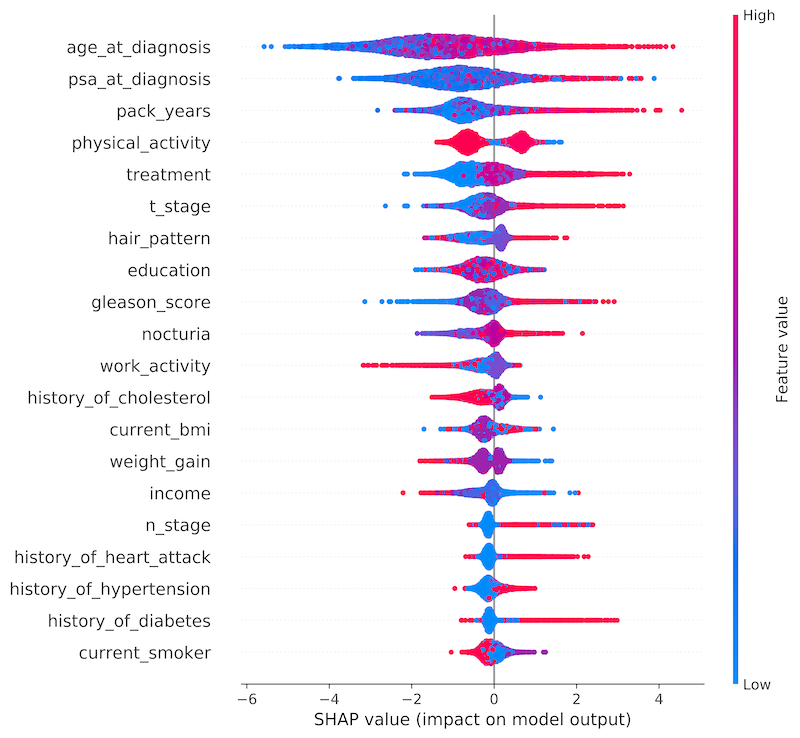 High
age_at_diagnosis
psa_at_diagnosis
pack_years
physical_activity
treatment
t_stage
hair_pattern
education
gleason_score
nocturia
work_activity
history_of_cholesterol
current_bmi
weight_gain
income
n_stage
history_of_heart_attack
history_of_hypertension
history_of_diabetes
current_smoker
Feature value
Low
−6 −4 −2 0 2 4
SHAP value (impact on model output)